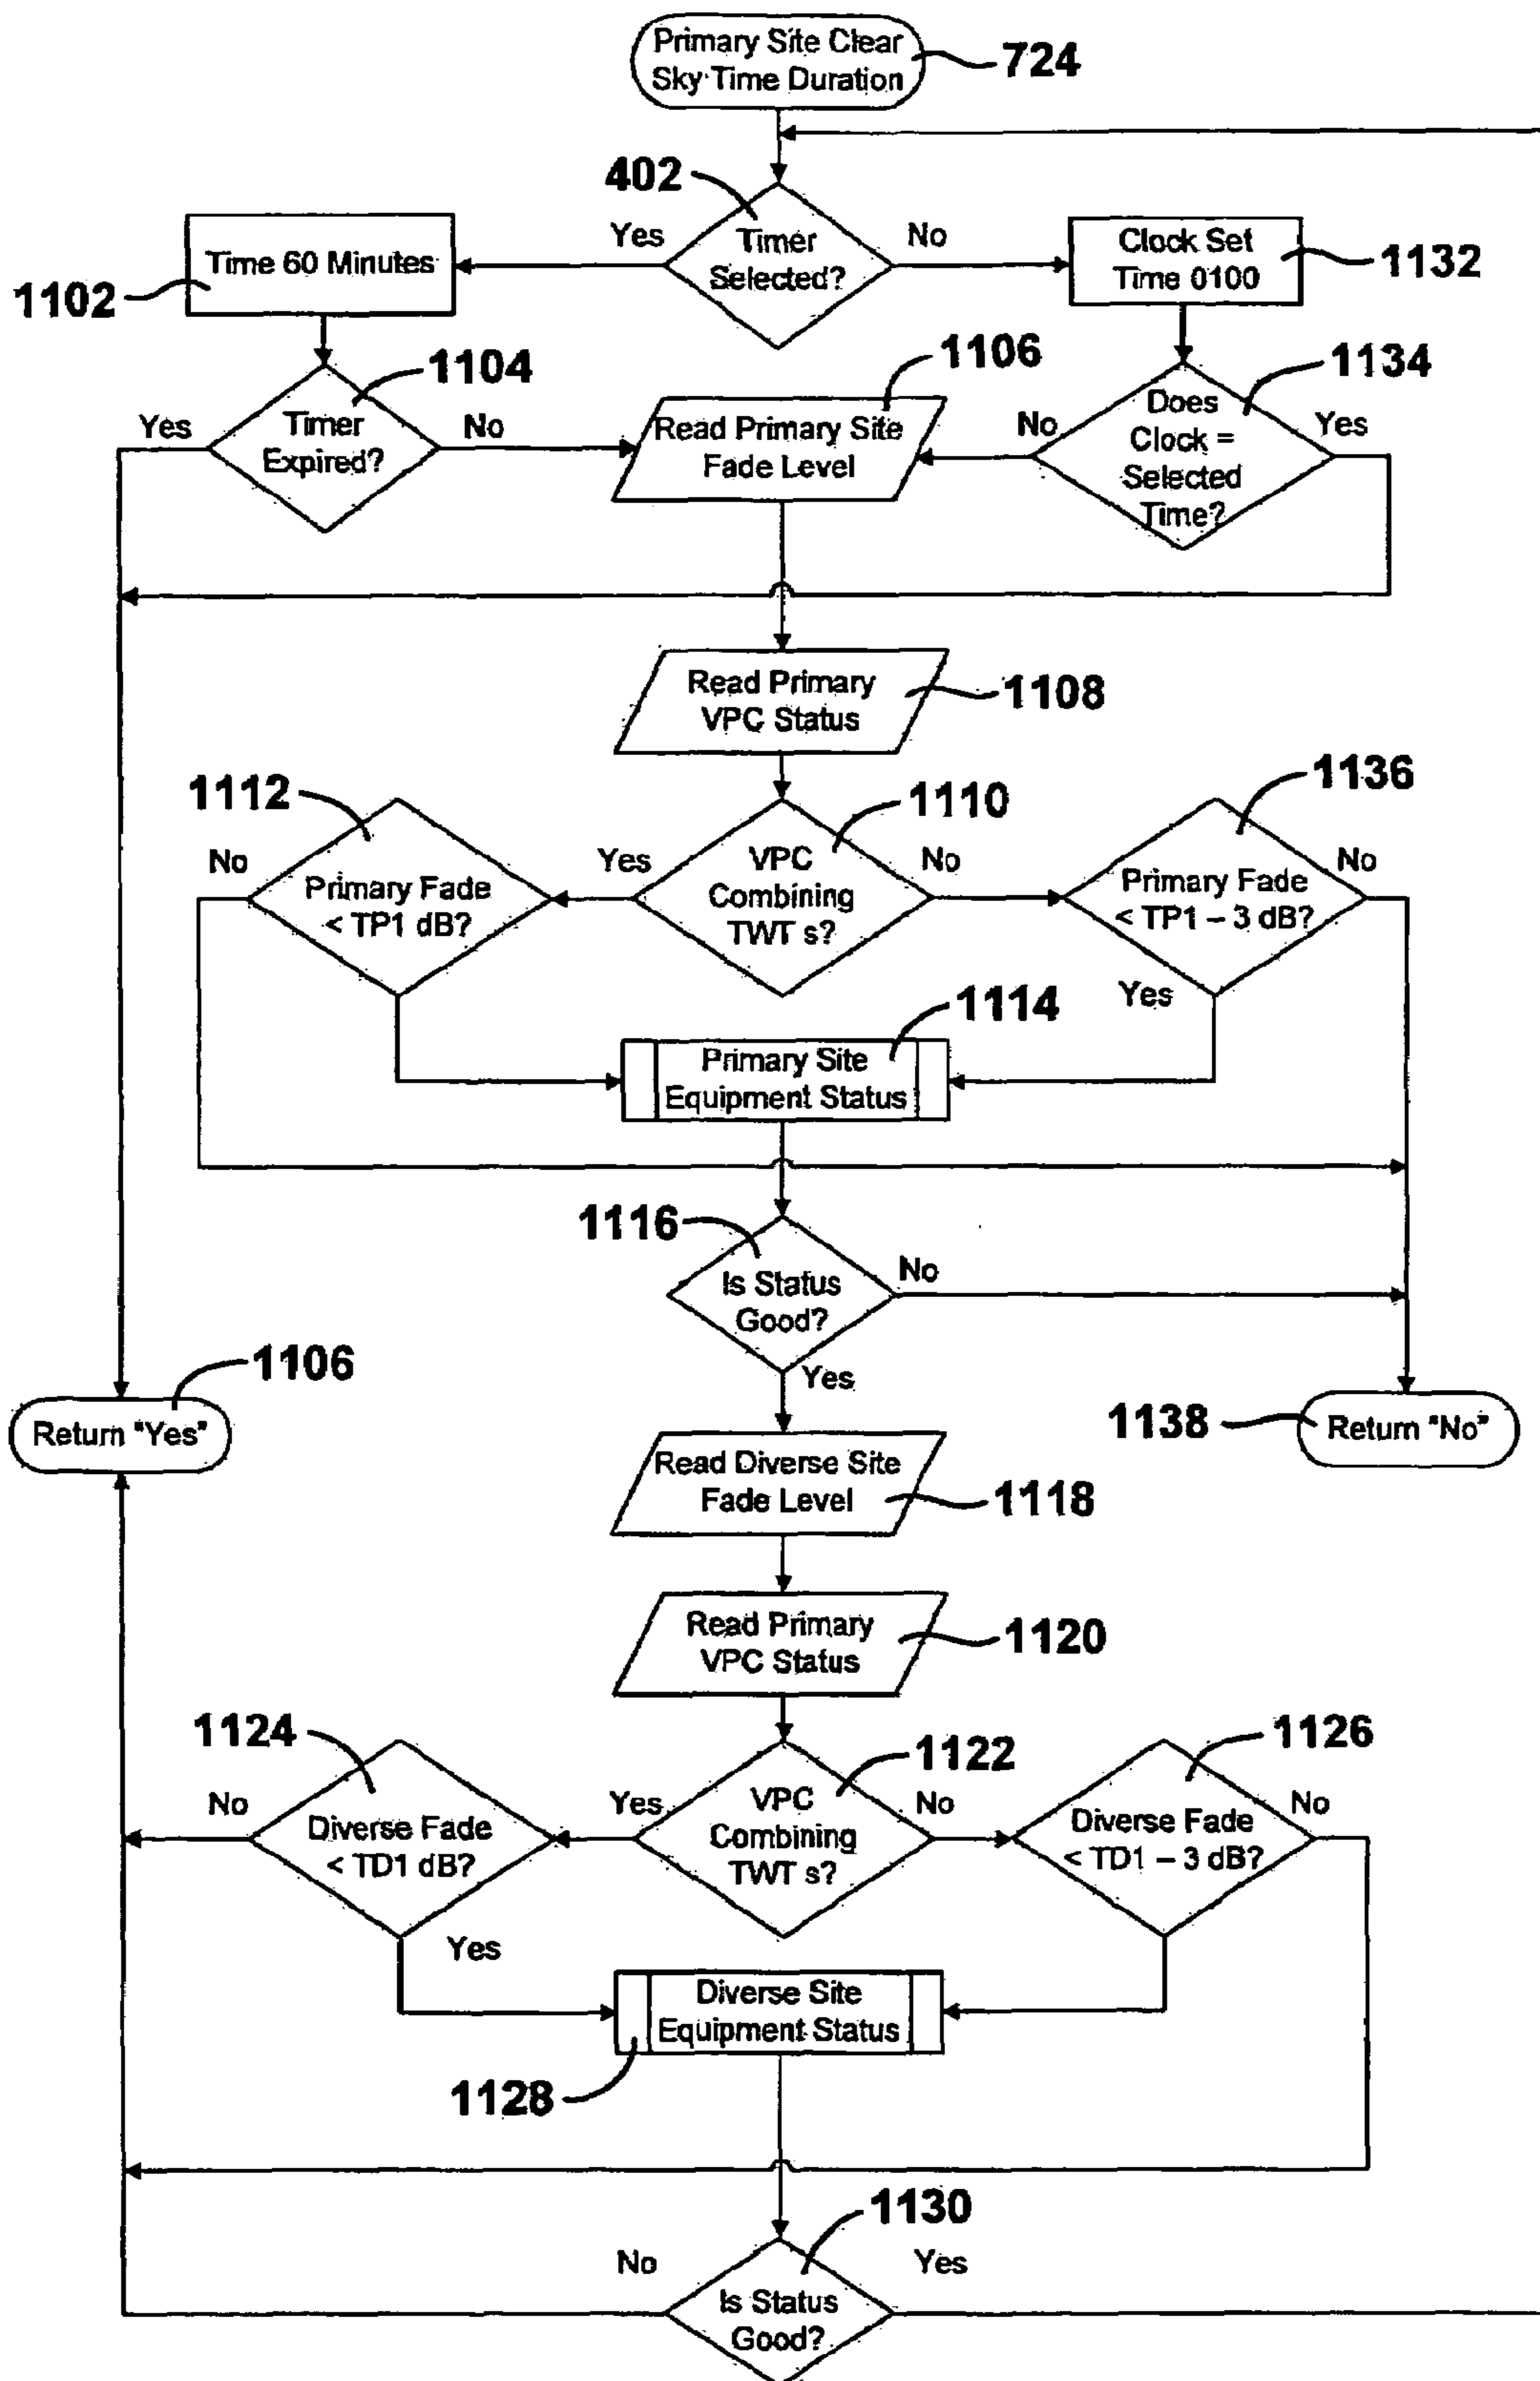 Primary Site Clear
Sky Time Duration
724
402
Yes
Timer
Selected?
No
Time 60 Minutes
1102
Clock Set
Time 0100
1132
1104
1106
1134
Yes
Timer
Expired?
No
Read Primary Site
Fade Level
No
Does
Clock =
Selected
Time?
Yes
Read Primary
VPC Status
1108
1112
1110
1136
No
Primary Fade
< TP1 dB?
Yes
VPC
Combining
TWT s?
No
Primary Fade
< TP1 – 3 dB?
No
Yes
1114
Primary Site
Equipment Status
1116
Is Status
Good?
No
Yes
1106
Return "Yes"
1138
Return "No"
Read Diverse Site
Fade Level
1118
Read Primary
VPC Status
1120
1124
1122
1126
No
Diverse Fade
< TD1 dB?
Yes
VPC
Combining
TWT s?
No
Diverse Fade
< TD1 – 3 dB?
No
Yes
Diverse Site
Equipment Status
1128
1130
No
Is Status
Good?
Yes